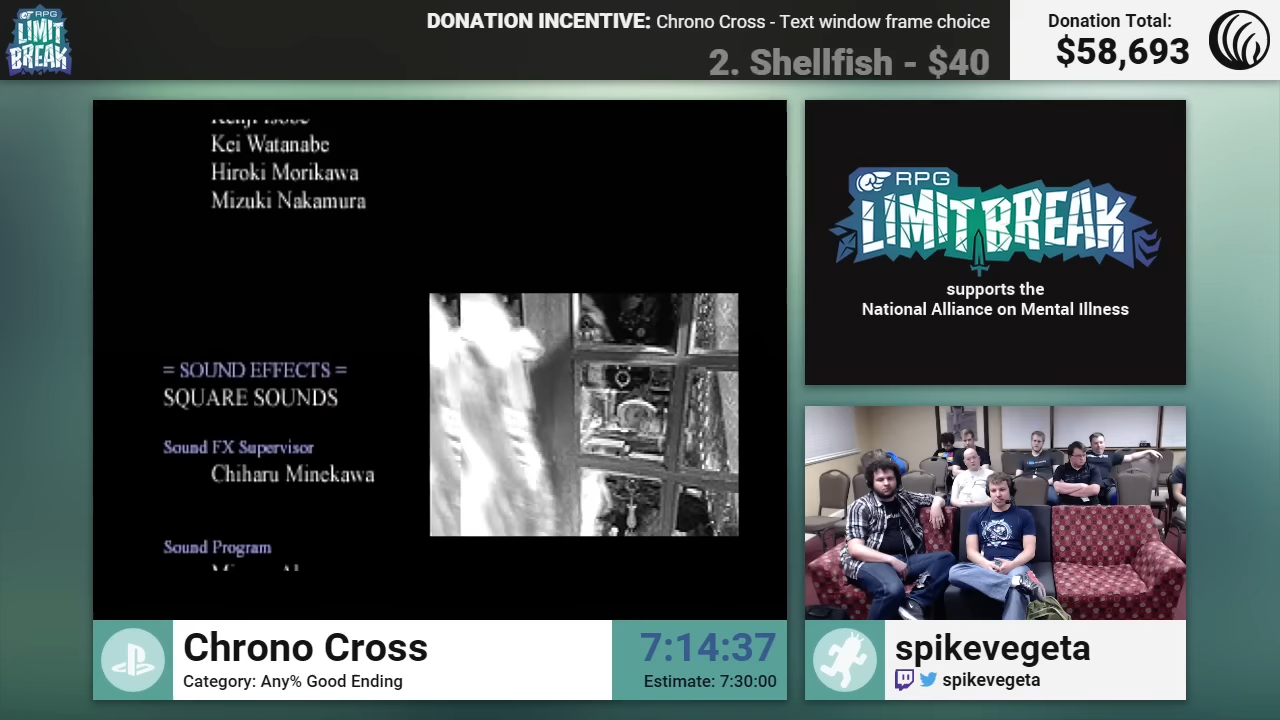 RPG
LIMIT
BREAK
DONATION INCENTIVE: Chrono Cross - Text window frame choice
2. Shellfish - $40
Donation Total:
$58,693
Kei Watanabe
Hiroki Morikawa
Mizuki Nakamura
= SOUND EFFECTS =
SQUARE SOUNDS
Sound FX Supervisor
Chiharu Minekawa
Sound Program
RPG
LIMIT BREAK
supports the
National Alliance on Mental Illness
Chrono Cross
Category: Any% Good Ending
7:14:37
Estimate: 7:30:00
spikevegeta
spikevegeta